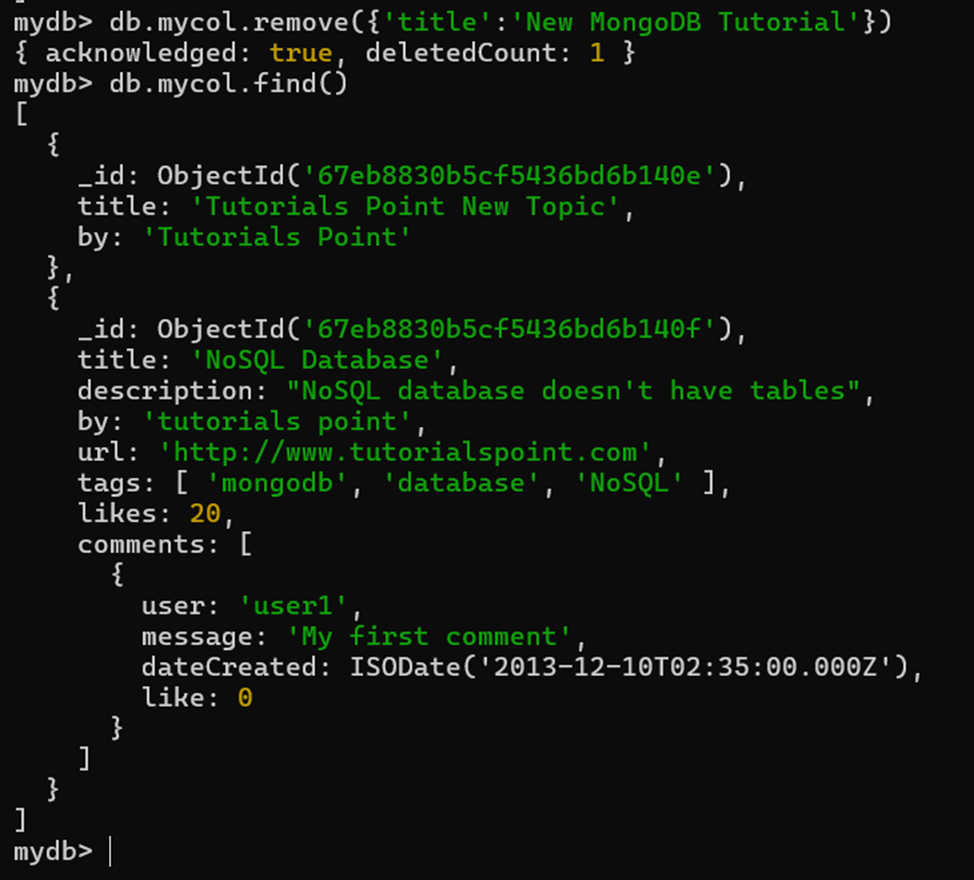 mydb> db.mycol.remove({'title':'New MongoDB Tutorial'})
{ acknowledged: true, deletedCount: 1 }
mydb> db.mycol.find()
[
  {
    _id: ObjectId('67eb8830b5cf5436bd6b140e'),
    title: 'Tutorials Point New Topic',
    by: 'Tutorials Point'
  },
  {
    _id: ObjectId('67eb8830b5cf5436bd6b140f'),
    title: 'NoSQL Database',
    description: "NoSQL database doesn't have tables",
    by: 'tutorials point',
    url: 'http://www.tutorialspoint.com',
    tags: [ 'mongodb', 'database', 'NoSQL' ],
    likes: 20,
    comments: [
      {
        user: 'user1',
        message: 'My first comment',
        dateCreated: ISODate('2013-12-10T02:35:00.000Z'),
        like: 0
      }
    ]
  }
]
mydb>